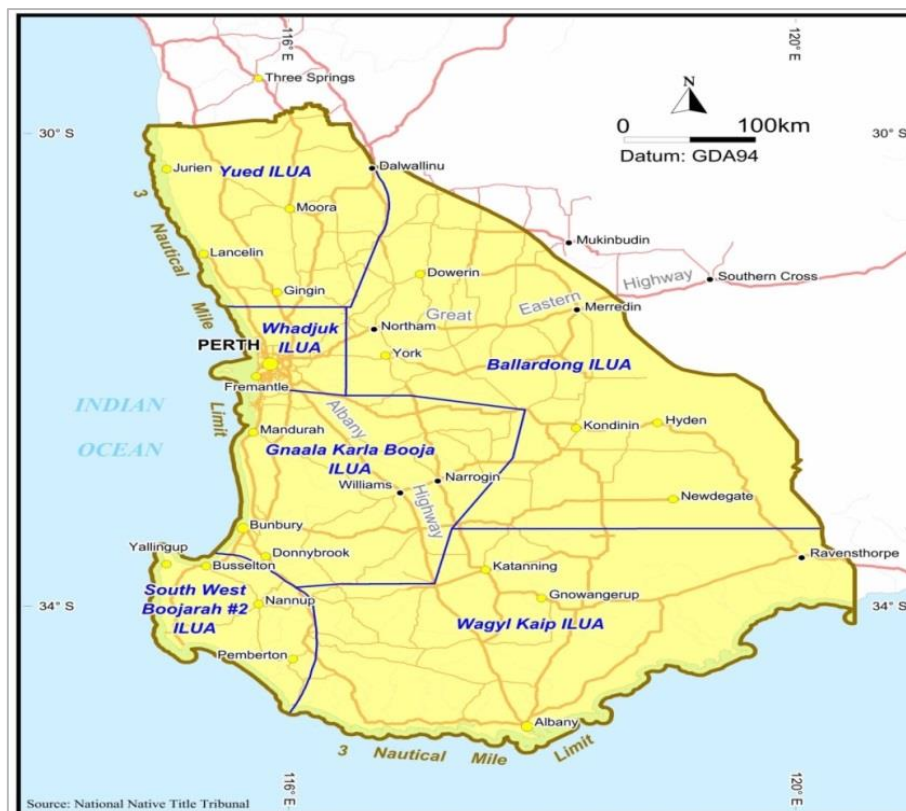 116° E
120° E
Three Springs
N
0 100km
Datum: GDA94
30° S
30° S
Jurien
Yued ILUA
Dalwallinu
Moora
Mukinbudin
Lancelin
Dowerin
Southern Cross
Highway
Gingin
Great
Eastern
Merredin
Whadjuk
ILUA
Northam
PERTH
York
Ballardong ILUA
Fremantle
3 Nautical Mile Limit
INDIAN
OCEAN
Mandurah
Albany
Highway
Kondinin
Hyden
Gnaala Karla Booja
ILUA
Narrogin
Williams
Newdegate
Bunbury
Yallingup
Donnybrook
Busselton
Ravensthorpe
Katanning
South West
Boojarah #2
ILUA
Nannup
Gnowangerup
34° S
34° S
Wagyl Kaip ILUA
Pemberton
Albany
3 Nautical Mile Limit
116° E
120° E
Source: National Native Title Tribunal